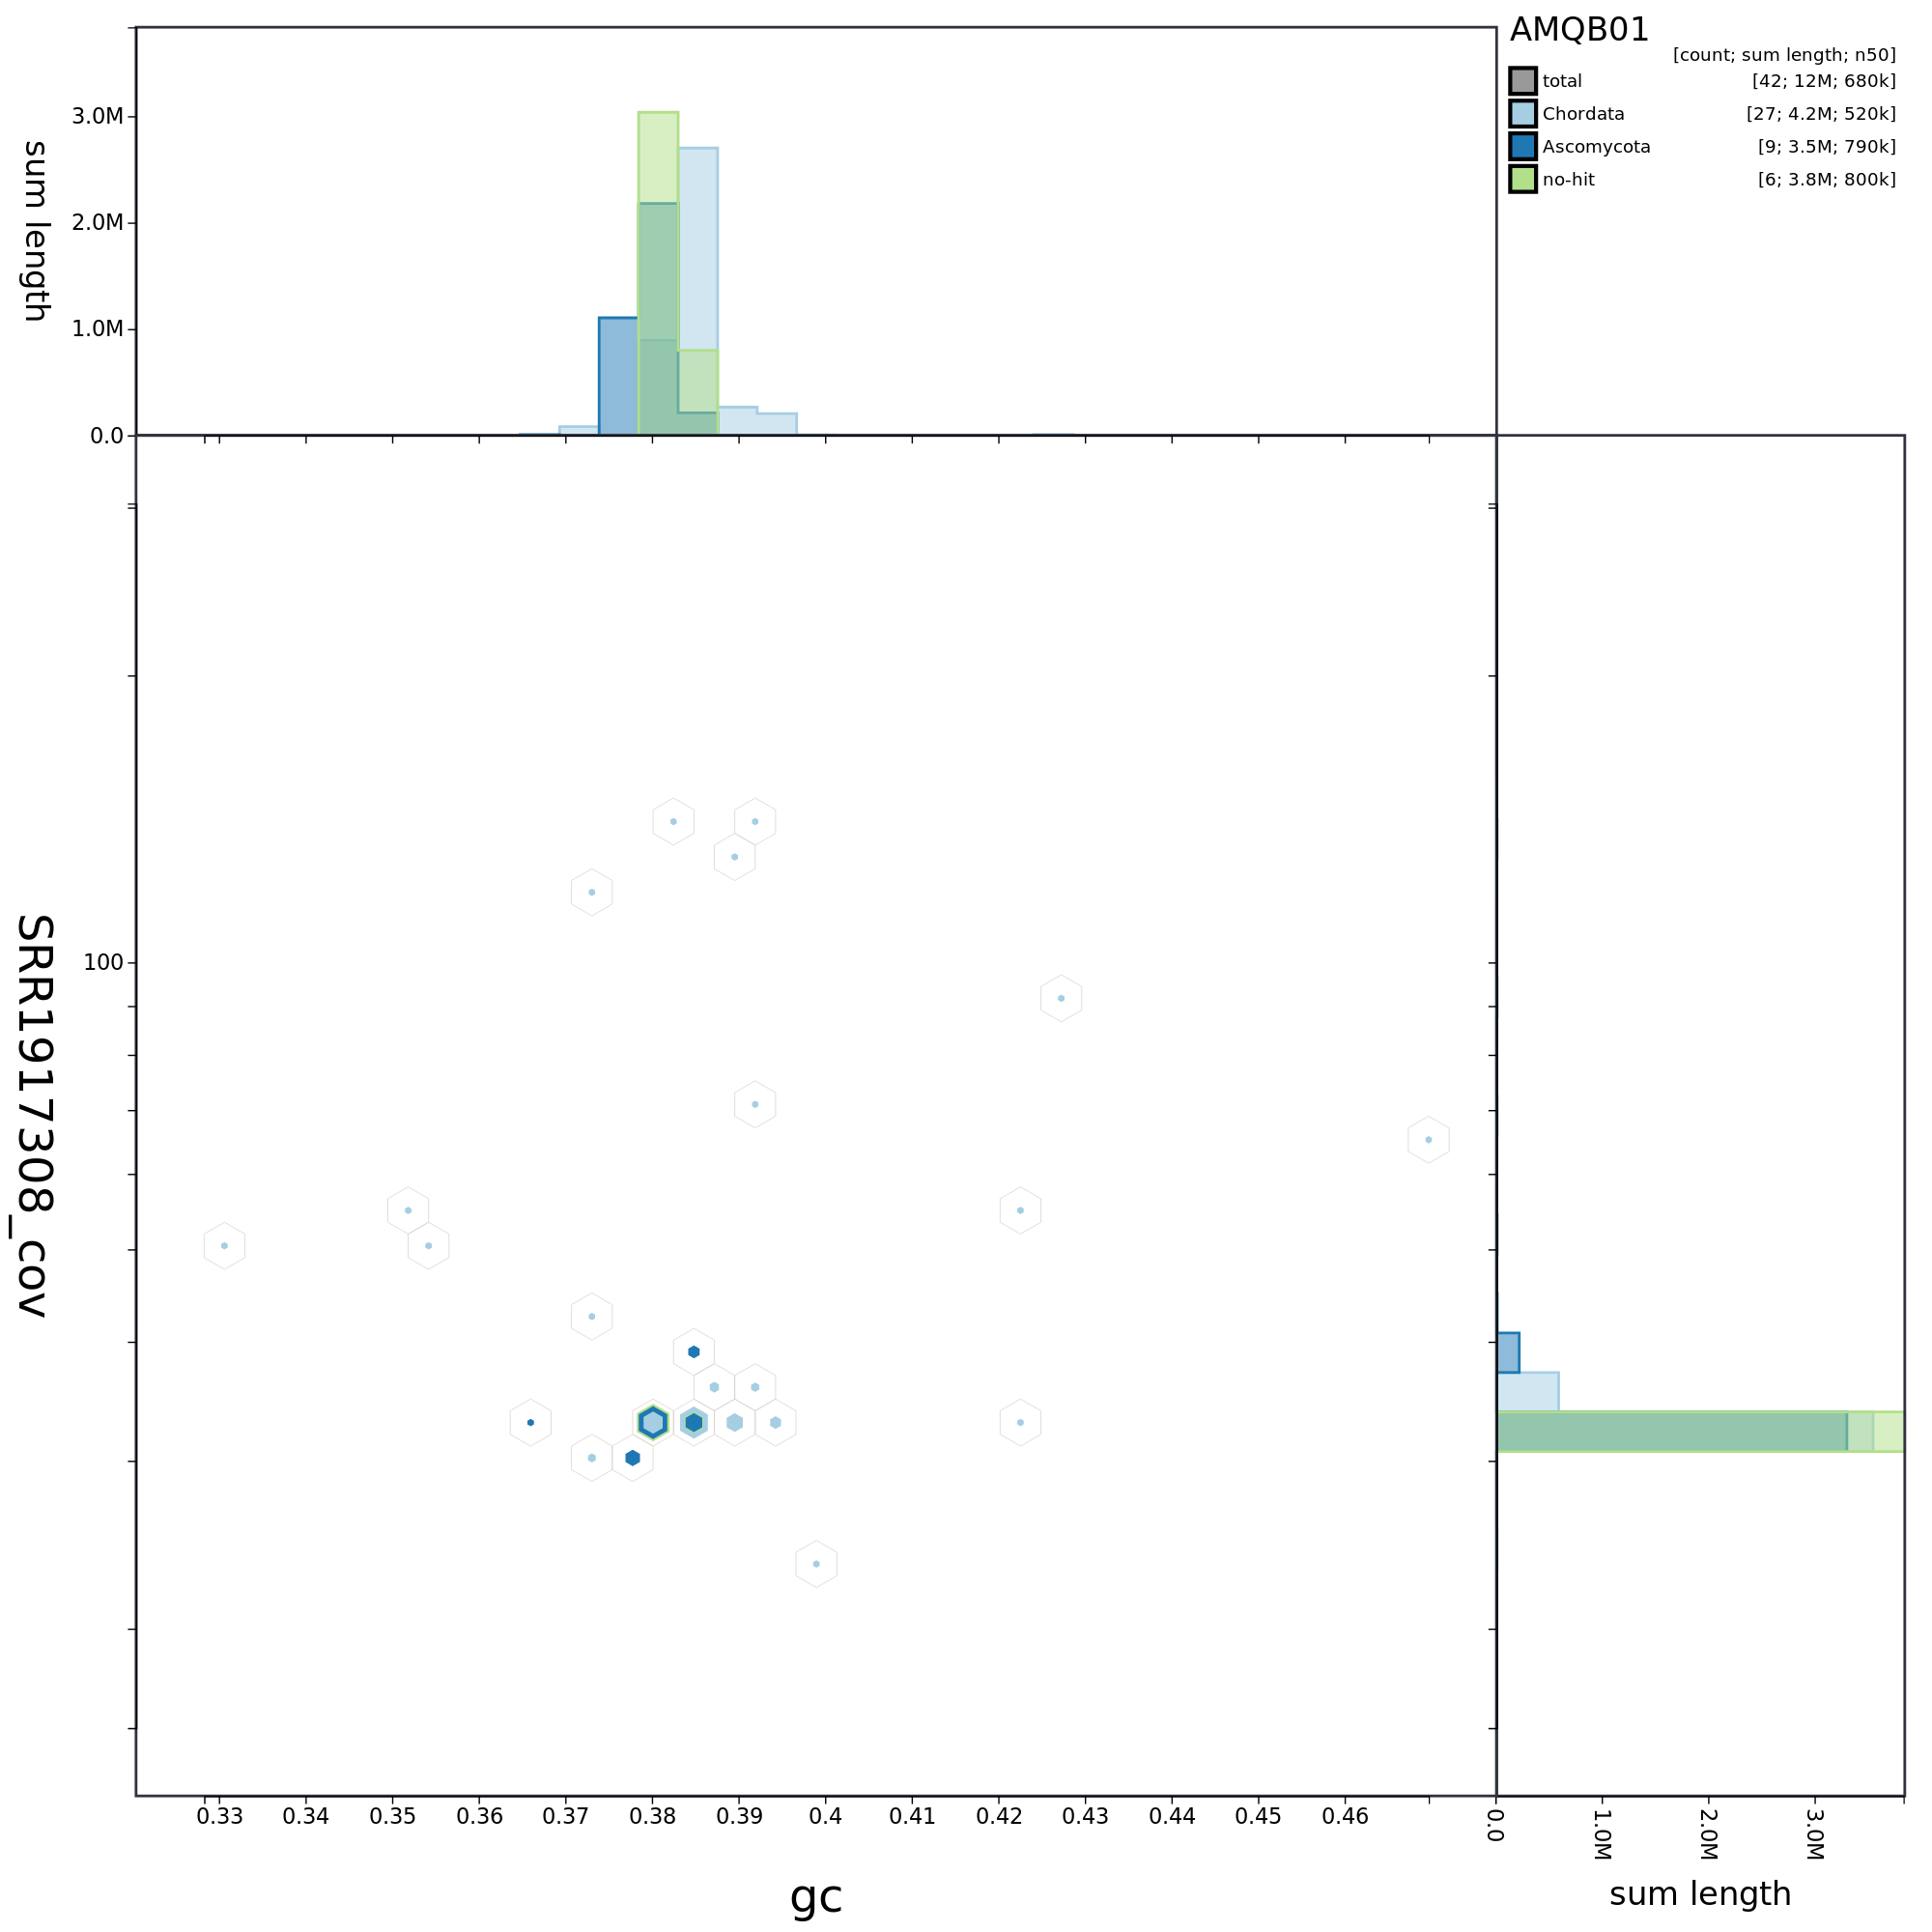 AMQB01
[count; sum length; n50]
total [42; 12M; 680k]
Chordata [27; 4.2M; 520k]
Ascomycota [9; 3.5M; 790k]
no-hit [6; 3.8M; 800k]
sum length
3.0M
2.0M
1.0M
0.0
SRR1917308_cov
100
0.33 0.34 0.35 0.36 0.37 0.38 0.39 0.4 0.41 0.42 0.43 0.44 0.45 0.46
gc
0.0 1.0M 2.0M 3.0M
sum length